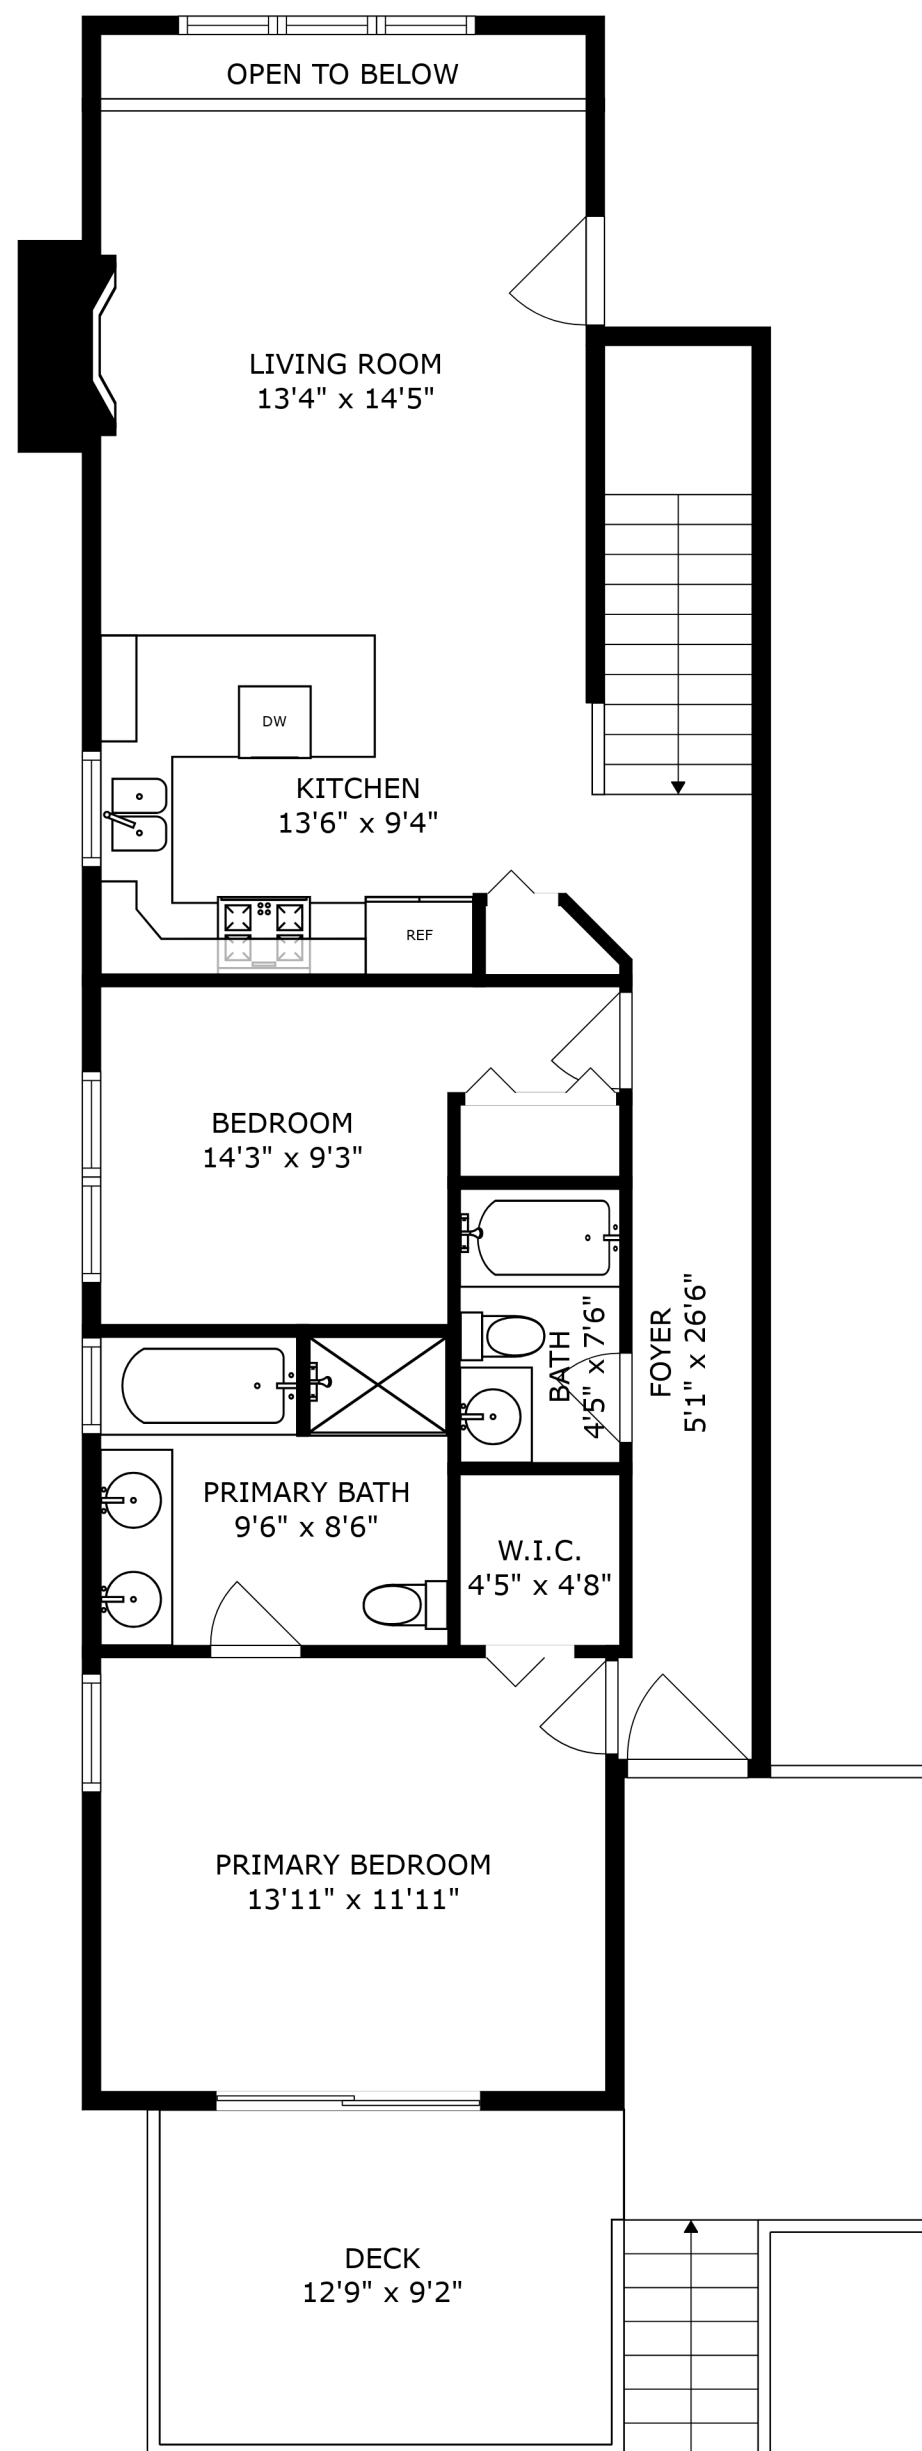 OPEN TO BELOW
LIVING ROOM
13'4" x 14'5"
DW
KITCHEN
13'6" x 9'4"
REF
BEDROOM
14'3" x 9'3"
BATH
4'5" x 7'6"
FOYER
5'1" x 26'6"
PRIMARY BATH
9'6" x 8'6"
W.I.C.
4'5" x 4'8"
PRIMARY BEDROOM
13'11" x 11'11"
DECK
12'9" x 9'2"